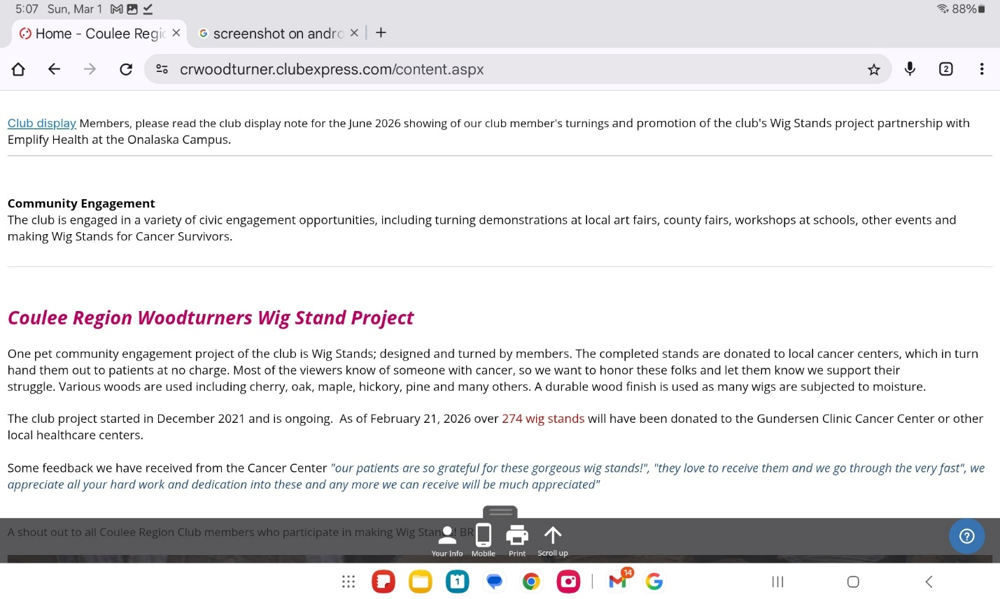 5:07 Sun, Mar 1
88%
Home - Coulee Regi
screenshot on andro
crwoodturner.clubexpress.com/content.aspx
2
Club display Members, please read the club display note for the June 2026 showing of our club member's turnings and promotion of the club's Wig Stands project partnership with
Emplify Health at the Onalaska Campus.
Community Engagement
The club is engaged in a variety of civic engagement opportunities, including turning demonstrations at local art fairs, county fairs, workshops at schools, other events and
making Wig Stands for Cancer Survivors.
Coulee Region Woodturners Wig Stand Project
One pet community engagement project of the club is Wig Stands; designed and turned by members. The completed stands are donated to local cancer centers, which in turn
hand them out to patients at no charge. Most of the viewers know of someone with cancer, so we want to honor these folks and let them know we support their
struggle. Various woods are used including cherry, oak, maple, hickory, pine and many others. A durable wood finish is used as many wigs are subjected to moisture.
The club project started in December 2021 and is ongoing.  As of February 21, 2026 over 274 wig stands will have been donated to the Gundersen Clinic Cancer Center or other
local healthcare centers.
Some feedback we have received from the Cancer Center "our patients are so grateful for these gorgeous wig stands!", "they love to receive them and we go through the very fast", we
appreciate all your hard work and dedication into these and any more we can receive will be much appreciated"
A shout out to all Coulee Region Club members who participate in making Wig Stands! BR
Your Info Mobile Print Scroll up
1
14